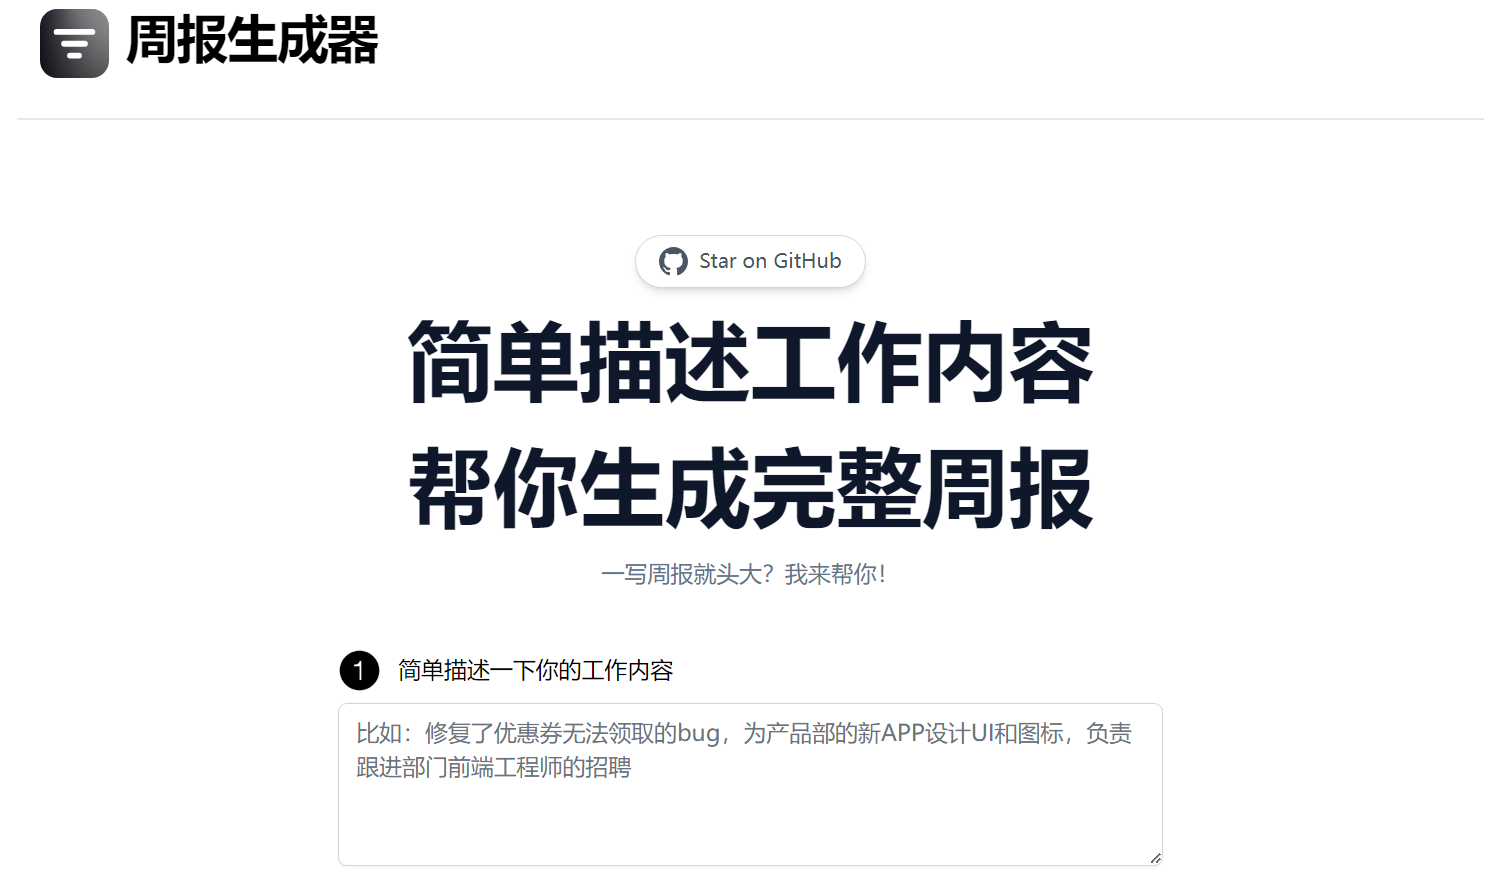 周报生成器
Star on GitHub
简单描述工作内容
帮你生成完整周报
一写周报就头大？我来帮你！
1 简单描述一下你的工作内容
比如：修复了优惠券无法领取的bug，为产品部的新APP设计UI和图标，负责
跟进部门前端工程师的招聘